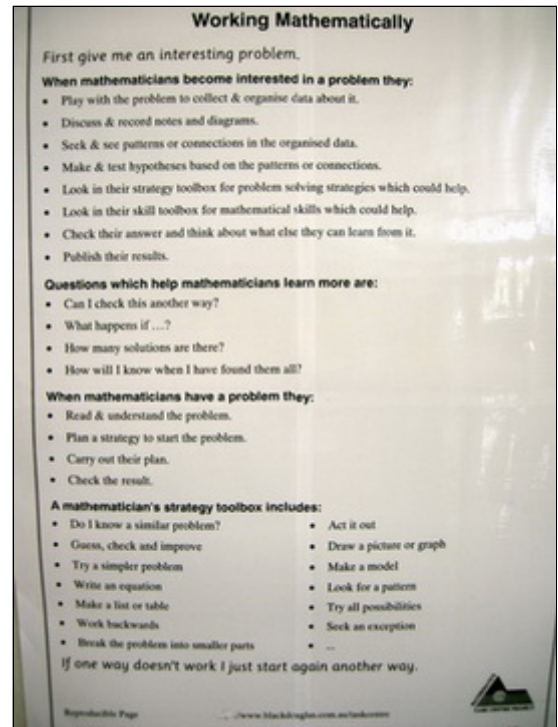 Working Mathematically
First give me an interesting problem.
When mathematicians become interested in a problem they:
• Play with the problem to collect & organise data about it.
• Discuss & record notes and diagrams.
• Seek & see patterns or connections in the organised data.
• Make & test hypotheses based on the patterns or connections.
• Look in their strategy toolbox for problem solving strategies which could help.
• Look in their skill toolbox for mathematical skills which could help.
• Check their answer and think about what else they can learn from it.
• Publish their results.
Questions which help mathematicians learn more are:
• Can I check this another way?
• What happens if ...?
• How many solutions are there?
• How will I know when I have found them all?
When mathematicians have a problem they:
• Read & understand the problem.
• Plan a strategy to start the problem.
• Carry out their plan.
• Check the result.
A mathematician's strategy toolbox includes:
• Do I know a similar problem?
• Guess, check and improve
• Try a simpler problem
• Write an equation
• Make a list or table
• Work backwards
• Break the problem into smaller parts
• Act it out
• Draw a picture or graph
• Make a model
• Look for a pattern
• Try all possibilities
• Seek an exception
• ...
If one way doesn't work I just start again another way.
Reproducible Page